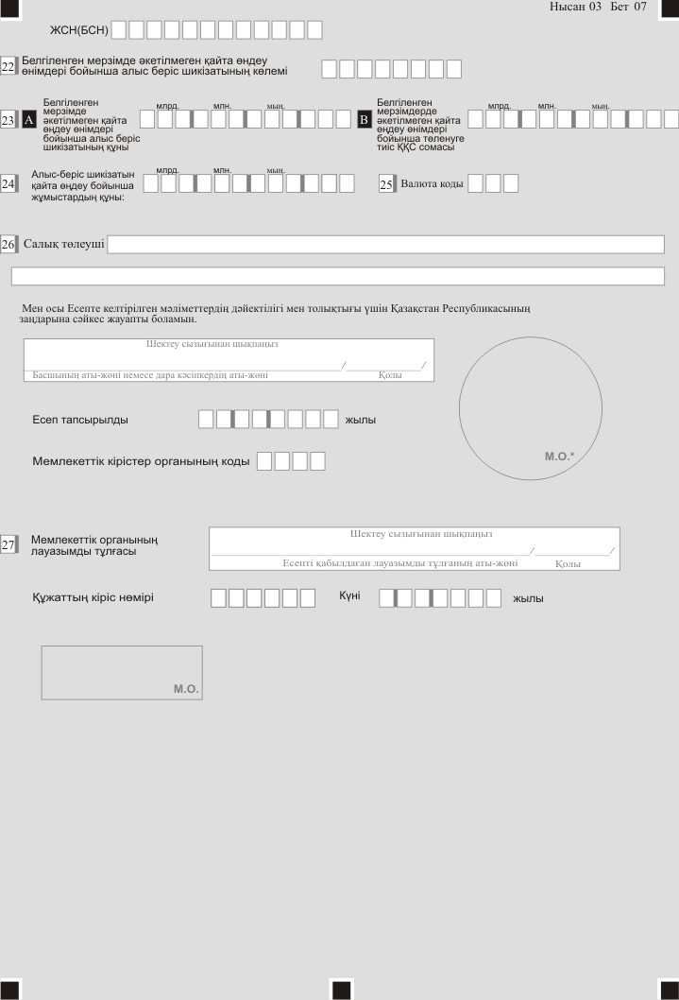 Нысан 03 Бет 07
ЖСН(БСН)
22 Белгіленген мерзімде әкетілмеген қайта өңдеу
өнімдері бойынша алыс беріс шикізатының көлемі
23 А Белгіленген
мерзімде
әкетілмеген қайта
өңдеу өнімдері
бойынша алыс беріс
шикізатының құны
млрд. млн. мың.
В Белгіленген
мерзімдерде
әкетілмеген қайта
өңдеу өнімдері
бойынша төленуге
тиіс ҚҚС сомасы
млрд. млн. мың.
24 Алыс-беріс шикізатын
қайта өңдеу бойынша
жұмыстардың құны:
млрд. млн. мың.
25 Валюта коды
26 Салық төлеуші
Мен осы Есепте келтірілген мәліметтердің дәйектілігі мен толықтығы үшін Қазақстан Республикасының
заңдарына сәйкес жауапты боламын.
Шектеу сызығынан шықпаңыз
/ /
Басшының аты-жөні немесе дара кәсіпкердің аты-жөні Қолы
Есеп тапсырылды жылы
М.О.*
Мемлекеттік кірістер органының коды
27 Мемлекеттік органының
лауазымды тұлғасы
Шектеу сызығынан шықпаңыз
/ /
Есепті қабылдаған лауазымды тұлғаның аты-жөні Қолы
Құжаттың кіріс нөмірі Күні жылы
М.О.